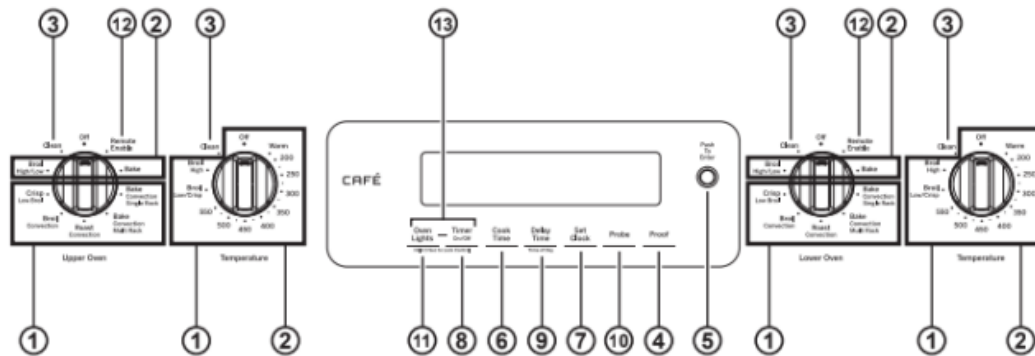 3
12
2
3
13
3
12
2
3
Off
Clean
Remote
Enable
Broil
High/Low
Bake
Crisp
Low Broil
Bake
Convection
Single Rack
Broil
Convection
Roast
Convection
Bake
Convection
Multi Rack
Upper Oven
Off
Clean
Warm
Broil
High
200
250
Broil
Low/Crisp
300
350
550
500
450
400
Temperature
CAFÉ
Push
To
Enter
Oven
Lights
Timer
On/Off
Cook
Time
Delay
Time
Set
Clock
Probe
Proof
Off
Clean
Remote
Enable
Broil
High/Low
Bake
Crisp
Low Broil
Bake
Convection
Single Rack
Broil
Convection
Roast
Convection
Bake
Convection
Multi Rack
Lower Oven
Off
Clean
Warm
Broil
High
200
250
Broil
Low/Crisp
300
350
550
500
450
400
Temperature
1
1
2
11
8
6
9
7
10
4
5
1
1
2